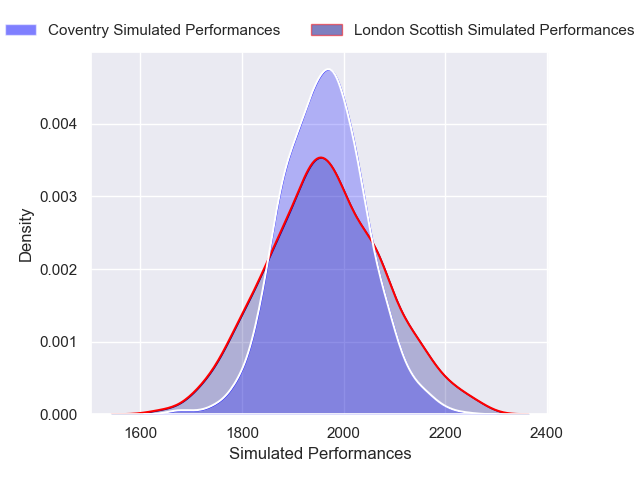 Coventry Simulated Performances London Scottish Simulated Performances
0.004
0.003
0.002
0.001
0.000
Density
1600 1800 2000 2200 2400
Simulated Performances